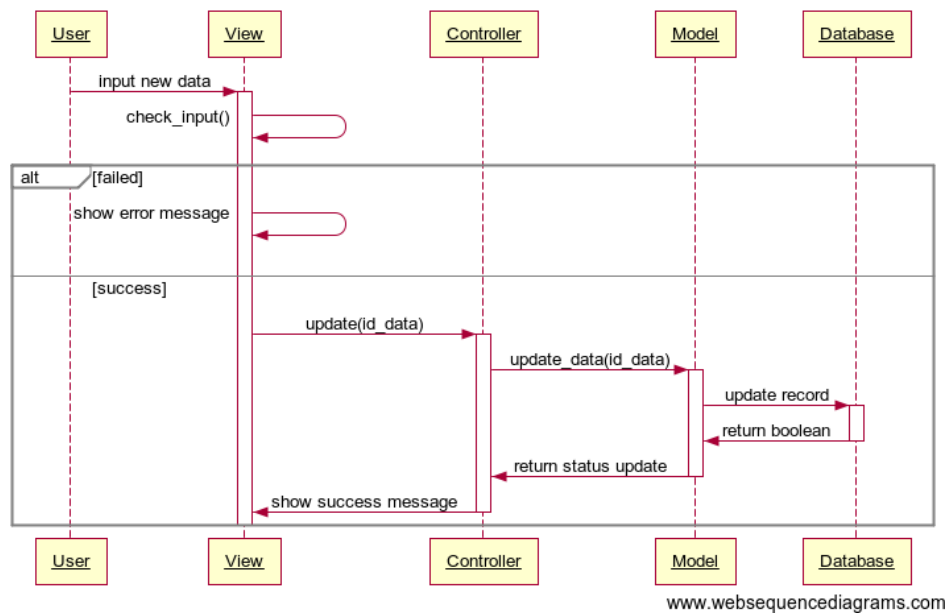 User View Controller Model Database
input new data
check_input()
alt [failed]
show error message
[success]
update(id_data)
update_data(id_data)
update record
return boolean
return status update
show success message
User View Controller Model Database
www.websequencediagrams.com